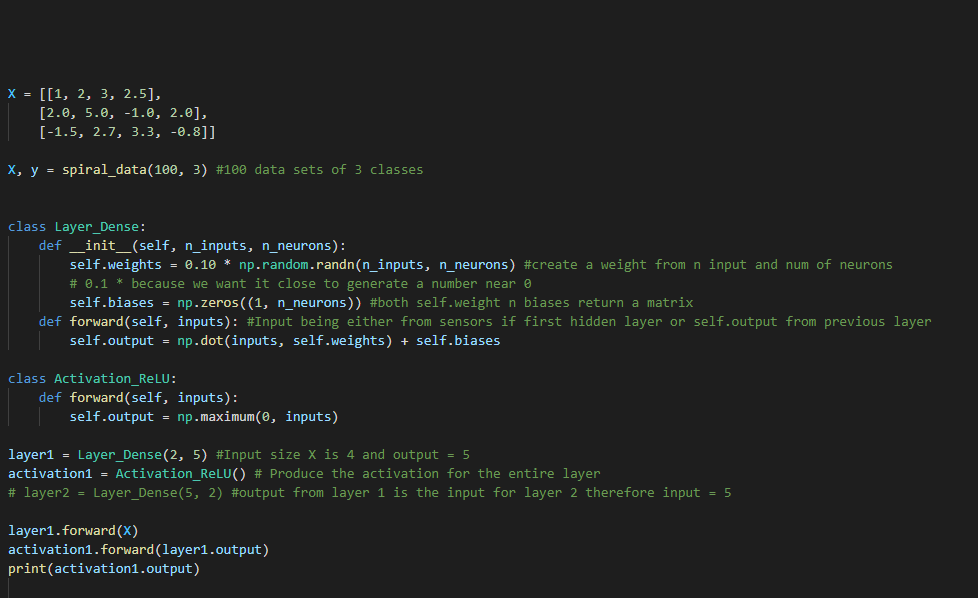 X = [[1, 2, 3, 2.5],
    [2.0, 5.0, -1.0, 2.0],
    [-1.5, 2.7, 3.3, -0.8]]
X, y = spiral_data(100, 3) #100 data sets of 3 classes
class Layer_Dense:
    def __init__(self, n_inputs, n_neurons):
        self.weights = 0.10 * np.random.randn(n_inputs, n_neurons) #create a weight from n input and num of neurons
        # 0.1 * because we want it close to generate a number near 0
        self.biases = np.zeros((1, n_neurons)) #both self.weight n biases return a matrix
    def forward(self, inputs): #Input being either from sensors if first hidden layer or self.output from previous layer
        self.output = np.dot(inputs, self.weights) + self.biases
class Activation_ReLU:
    def forward(self, inputs):
        self.output = np.maximum(0, inputs)
layer1 = Layer_Dense(2, 5) #Input size X is 4 and output = 5
activation1 = Activation_ReLU() # Produce the activation for the entire layer
# layer2 = Layer_Dense(5, 2) #output from layer 1 is the input for layer 2 therefore input = 5
layer1.forward(X)
activation1.forward(layer1.output)
print(activation1.output)